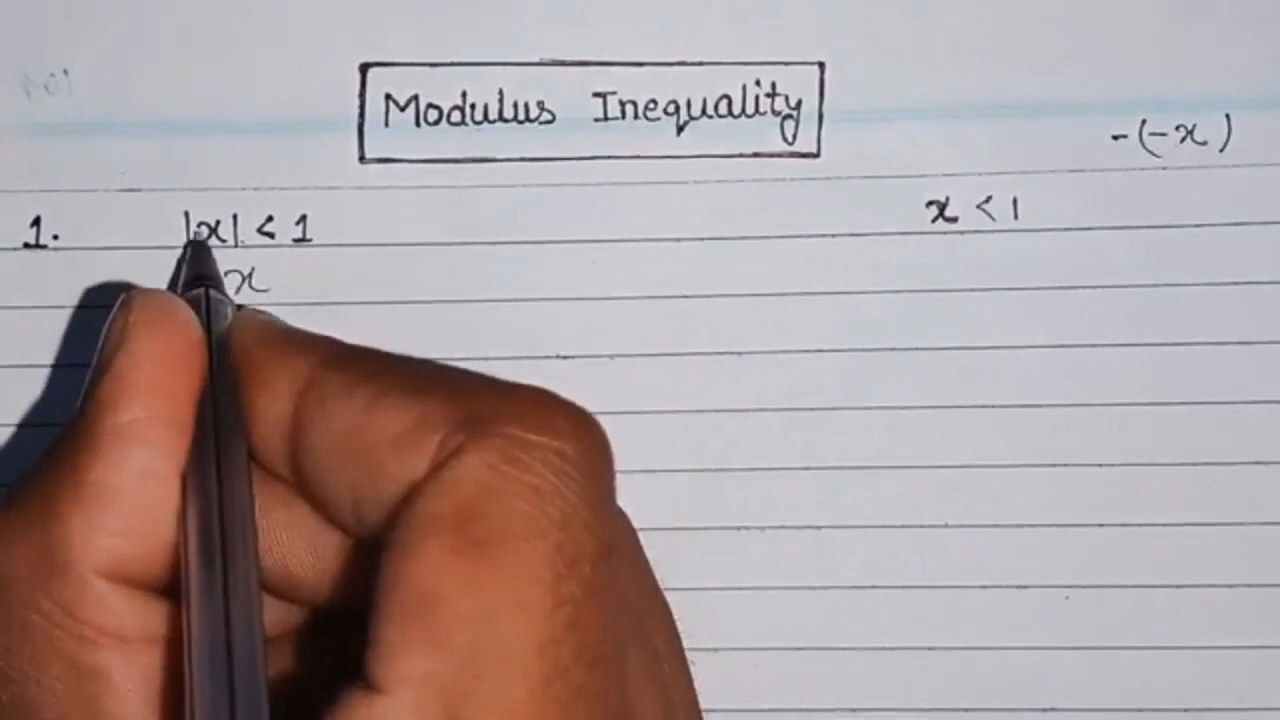 Modulus Inequality
-(-x)
1. |x| < 1
x < 1
x